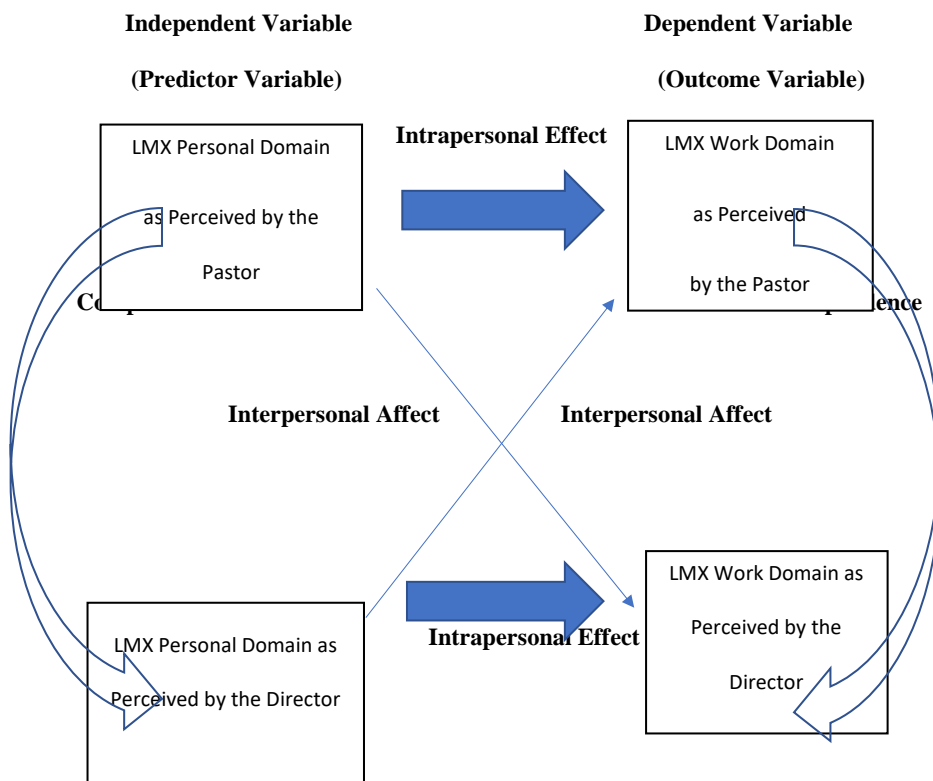 Independent Variable
(Predictor Variable)
Dependent Variable
(Outcome Variable)
LMX Personal Domain
as Perceived by the
Pastor
Intrapersonal Effect
LMX Work Domain
as Perceived
by the Pastor
Interpersonal Affect
Interpersonal Affect
LMX Personal Domain as
Perceived by the Director
Intrapersonal Effect
LMX Work Domain as
Perceived by the
Director